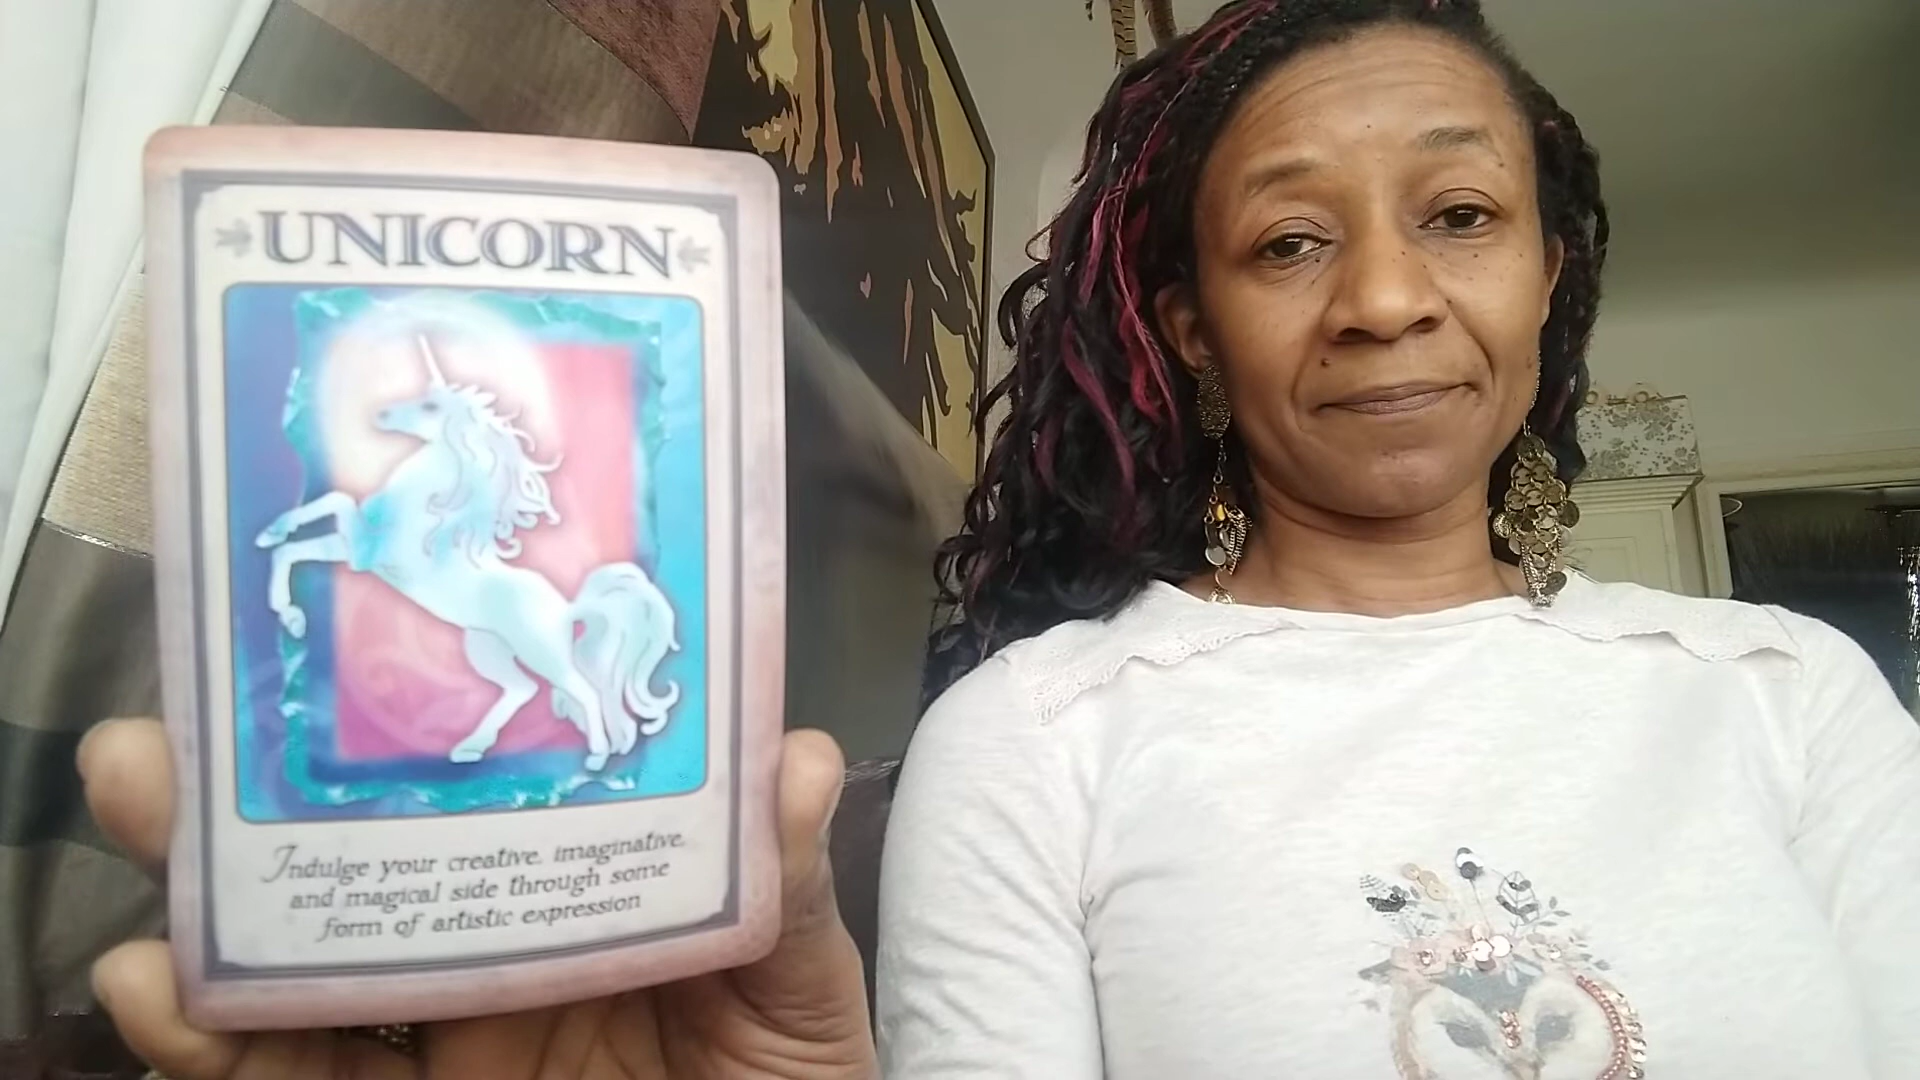 UNICORN
Indulge your creative, imaginative,
and magical side through some
form of artistic expression